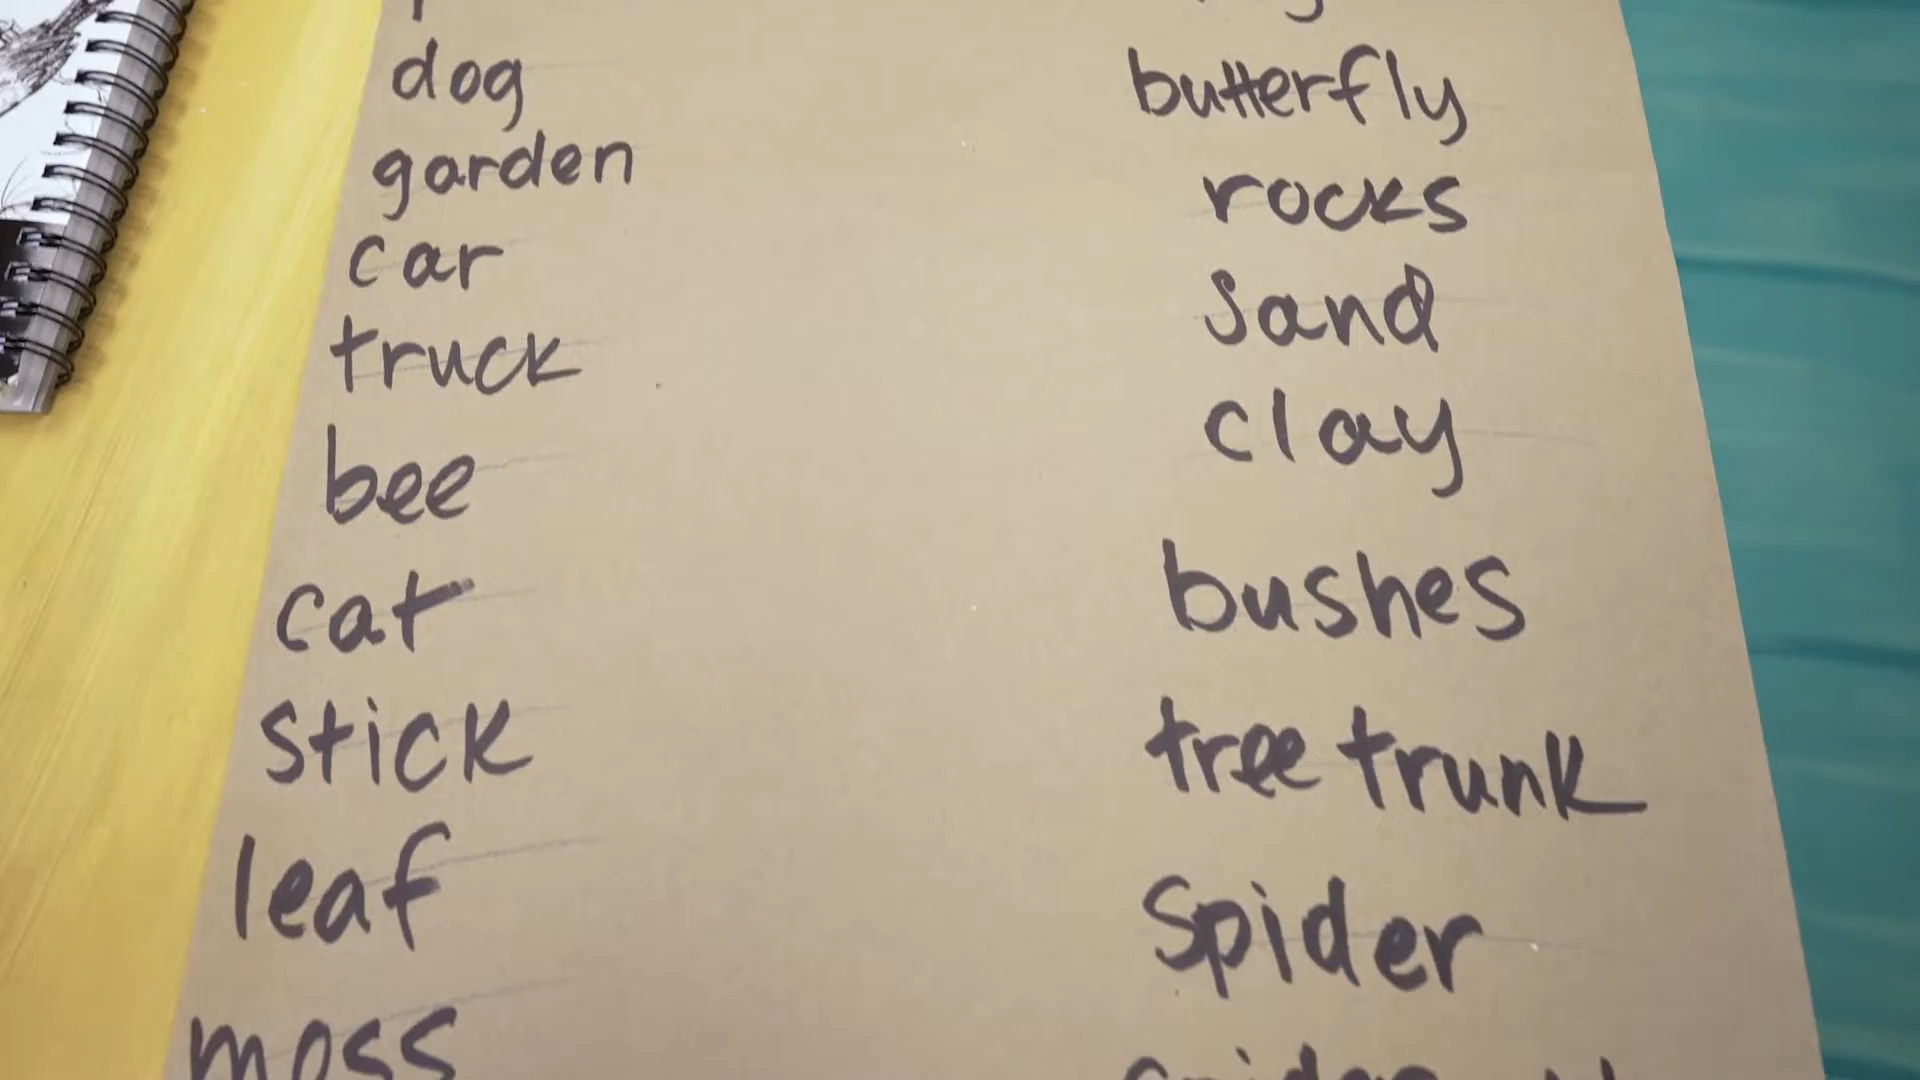 dog
garden
car
truck
bee
cat
stick
leaf
moss
butterfly
rocks
sand
clay
bushes
tree trunk
Spider